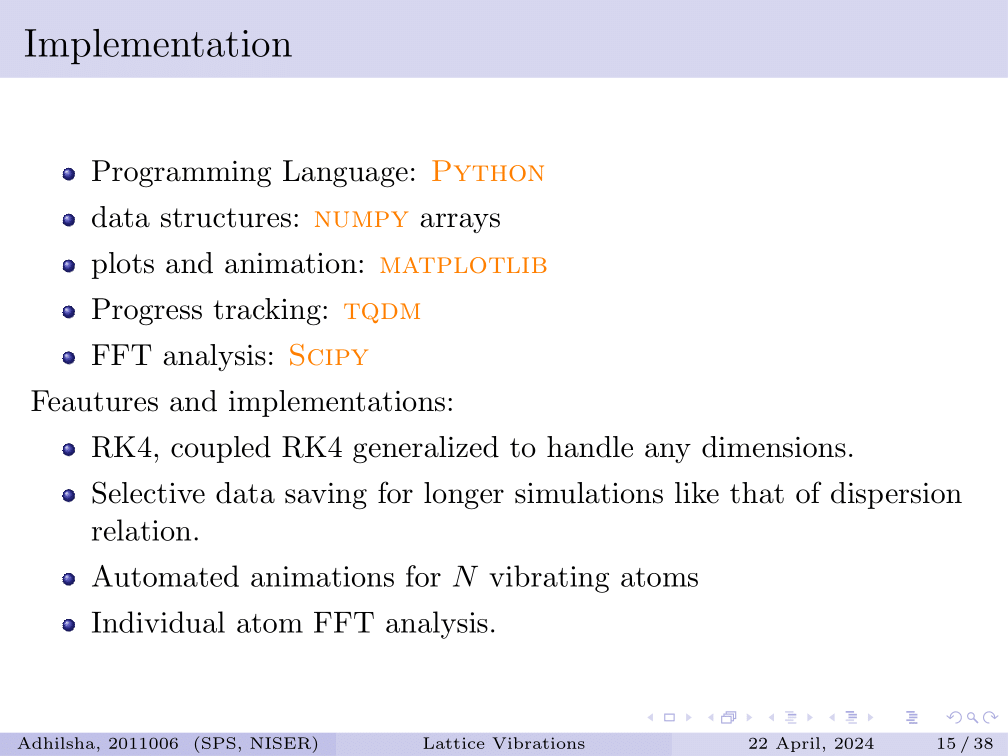 Implementation
Programming Language: Python
data structures: numpy arrays
plots and animation: matplotlib
Progress tracking: tqdm
FFT analysis: Scipy
Feautures and implementations:
RK4, coupled RK4 generalized to handle any dimensions.
Selective data saving for longer simulations like that of dispersion
relation.
Automated animations for N vibrating atoms
Individual atom FFT analysis.
Adhilsha, 2011006 (SPS, NISER) Lattice Vibrations 22 April, 2024 15 / 38